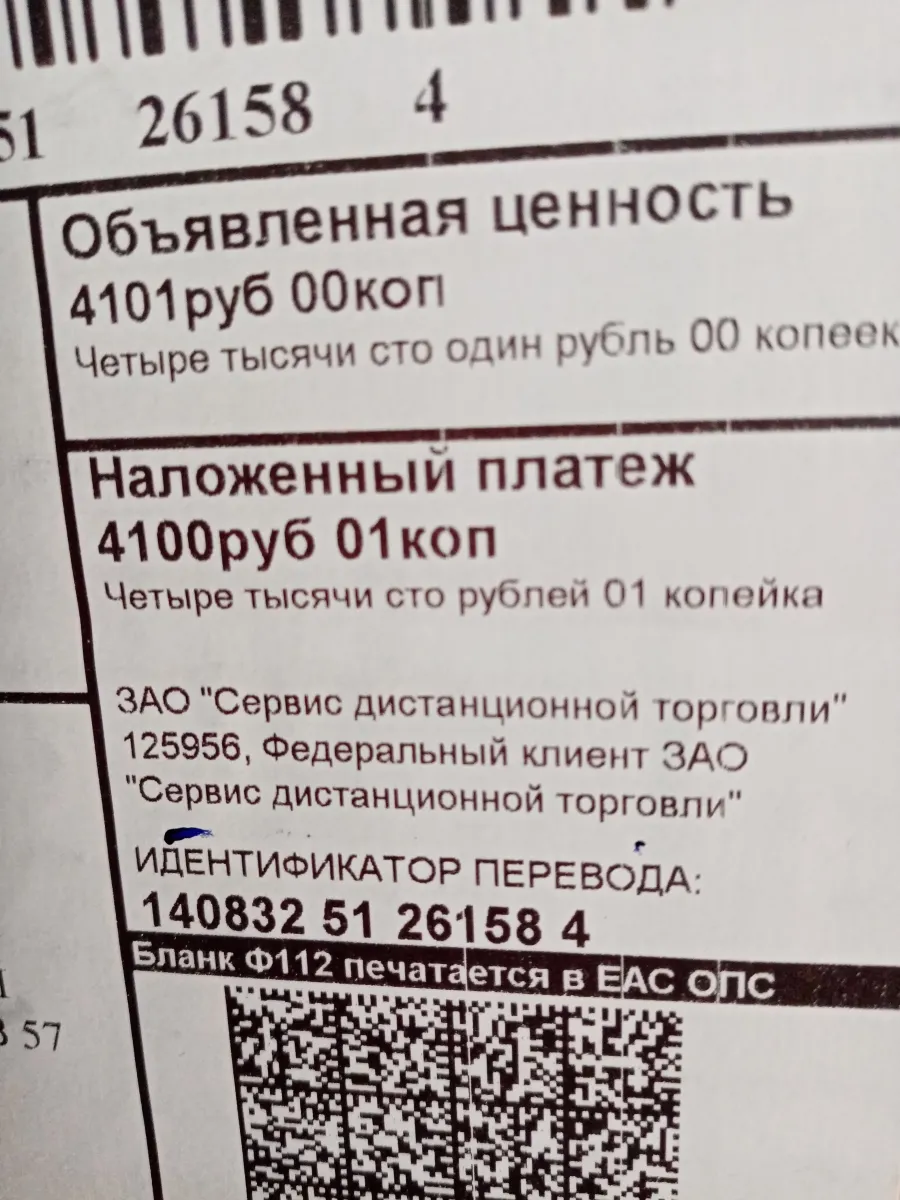 51 26158 4
Объявленная ценность
4101руб 00коп
Четыре тысячи сто один рубль 00 копеек
Наложенный платеж
4100руб 01коп
Четыре тысячи сто рублей 01 копейка
ЗАО "Сервис дистанционной торговли"
125956, Федеральный клиент ЗАО
"Сервис дистанционной торговли"
ИДЕНТИФИКАТОР ПЕРЕВОДА:
140832 51 26158 4
Бланк Ф112 печатается в ЕАС ОПС
57